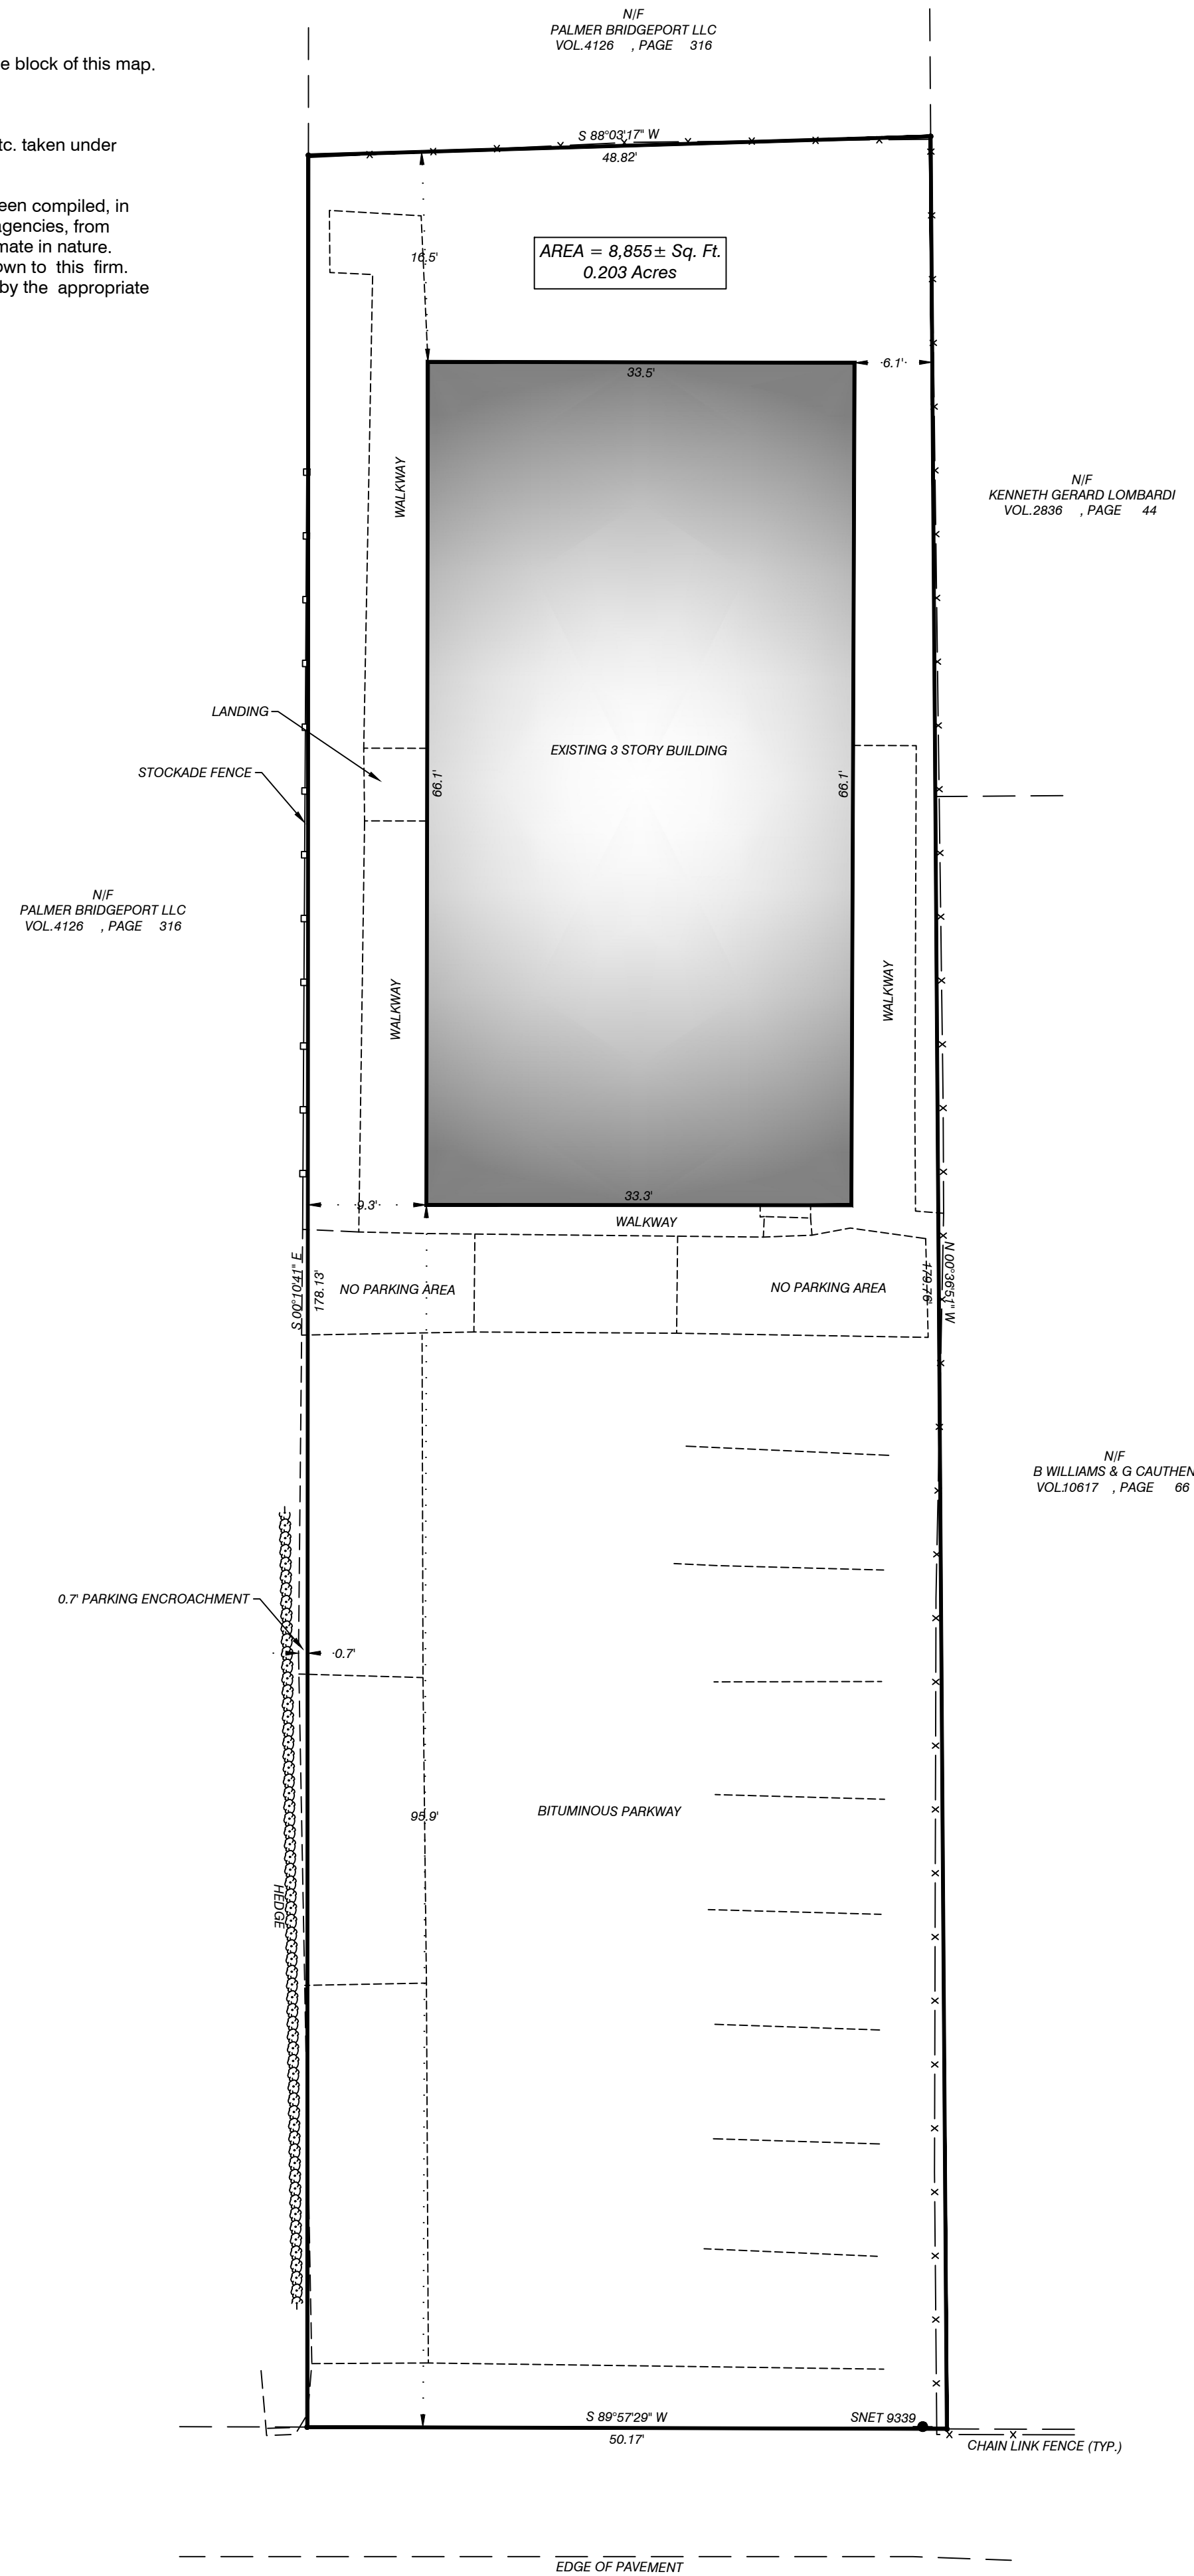 N/F
PALMER BRIDGEPORT LLC
VOL.4126 , PAGE 316
e block of this map.
tc. taken under
een compiled, in
agencies, from
mate in nature.
own to this firm.
by the appropriate
S 88°03'17" W
48.82'
AREA = 8,855± Sq. Ft.
0.203 Acres
16.5'
33.5'
6.1'
WALKWAY
N/F
KENNETH GERARD LOMBARDI
VOL.2836 , PAGE 44
LANDING
EXISTING 3 STORY BUILDING
STOCKADE FENCE
66.1'
66.1'
N/F
PALMER BRIDGEPORT LLC
VOL.4126 , PAGE 316
WALKWAY
WALKWAY
9.3'
33.3'
WALKWAY
S 00°10'41" E
178.13'
NO PARKING AREA
NO PARKING AREA
179.76'
N 00°36'51" W
N/F
B WILLIAMS & G CAUTHEN
VOL.10617 , PAGE 66
0.7' PARKING ENCROACHMENT
0.7'
95.9'
BITUMINOUS PARKWAY
HEDGE
S 89°57'29" W
SNET 9339
50.17'
CHAIN LINK FENCE (TYP.)
EDGE OF PAVEMENT